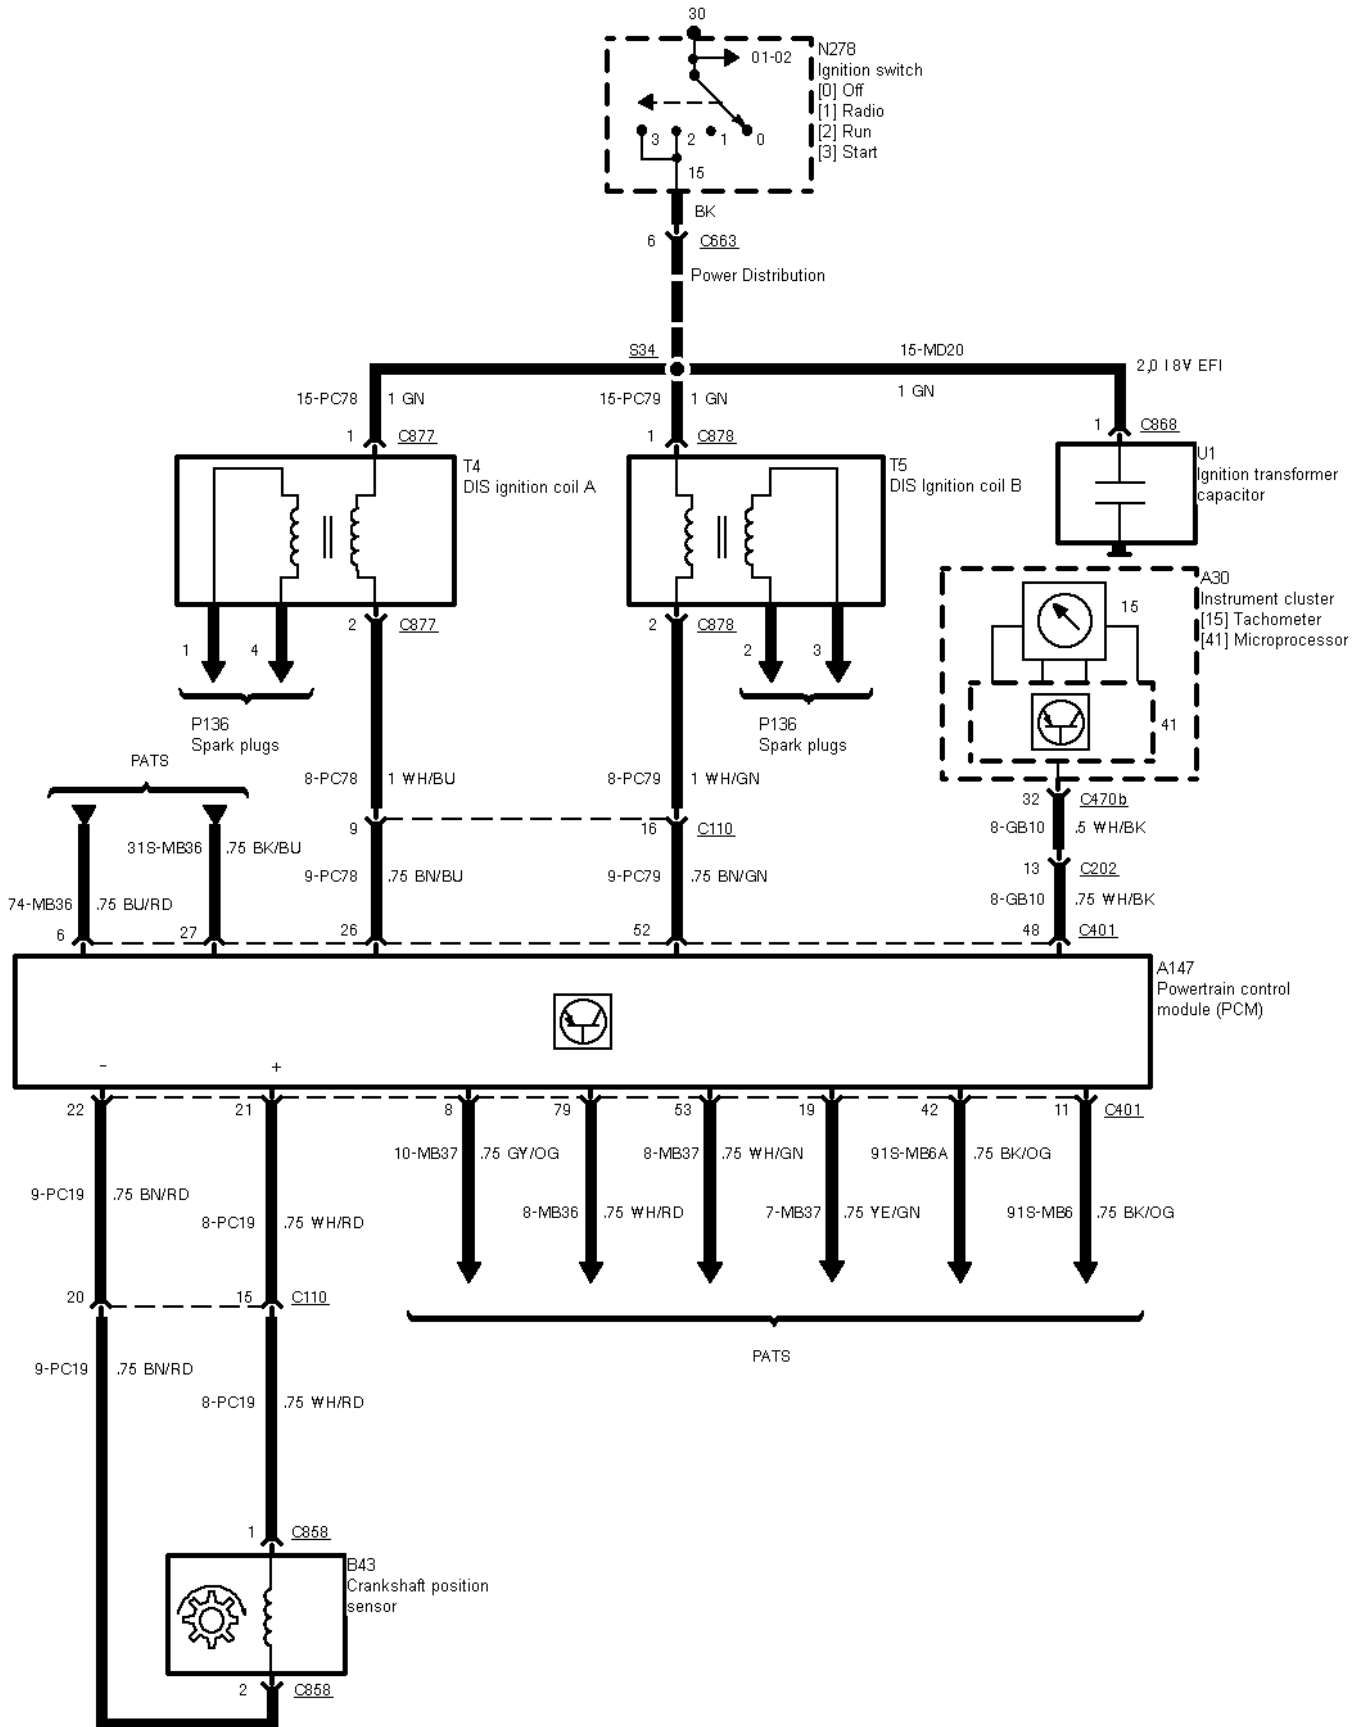 30
01-02
N278
Ignition switch
[0] Off
[1] Radio
[2] Run
[3] Start
3 2 1 0
15
BK
6 C663
Power Distribution
S34
15-MD20
1 GN
2,0 l 8V EFI
15-PC78 1 GN
15-PC79 1 GN
1 C877
1 C878
1 C868
T4
DIS ignition coil A
T5
DIS Ignition coil B
U1
Ignition transformer
capacitor
A30
Instrument cluster
[15] Tachometer
[41] Microprocessor
15
41
2 C877
2 C878
1 4
2 3
P136
Spark plugs
P136
Spark plugs
PATS
8-PC78 1 WH/BU
8-PC79 1 WH/GN
32 C470b
8-GB10 .5 WH/BK
9
16 C110
31S-MB36 .75 BK/BU
9-PC78 .75 BN/BU
9-PC79 .75 BN/GN
13 C202
74-MB36 .75 BU/RD
8-GB10 .75 WH/BK
6 27 26 52 48 C401
A147
Powertrain control
module (PCM)
- +
22 21 8 79 53 19 42 11 C401
10-MB37 .75 GY/OG
8-MB37 .75 WH/GN
91S-MB6A .75 BK/OG
9-PC19 .75 BN/RD
8-PC19 .75 WH/RD
8-MB36 .75 WH/RD
7-MB37 .75 YE/GN
91S-MB6 .75 BK/OG
20 15 C110
PATS
9-PC19 .75 BN/RD
8-PC19 .75 WH/RD
1 C858
B43
Crankshaft position
sensor
2 C858